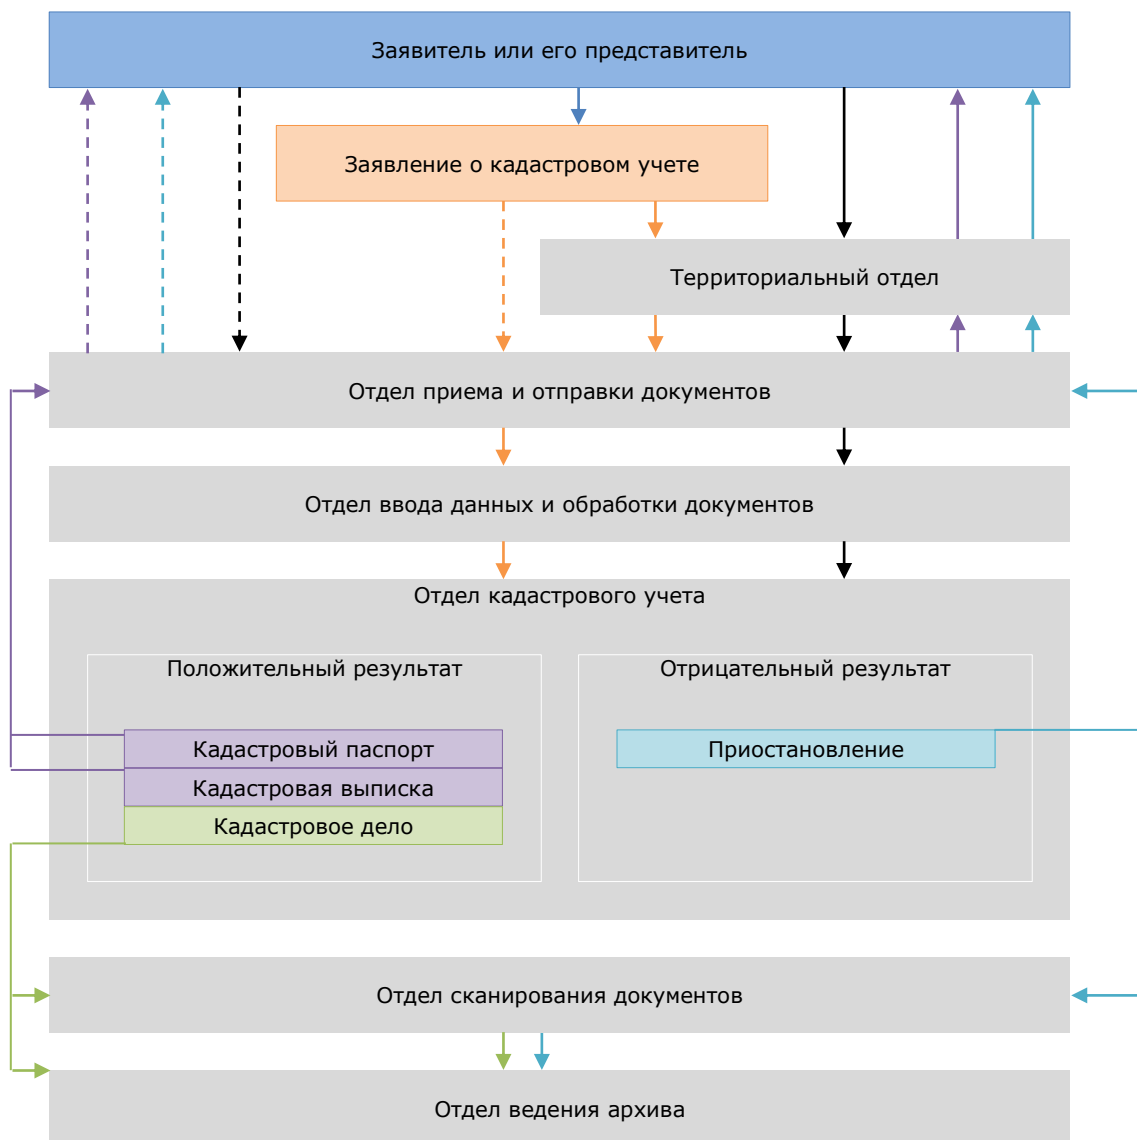 Заявитель или его представитель
Заявление о кадастровом учете
Территориальный отдел
Отдел приема и отправки документов
Отдел ввода данных и обработки документов
Отдел кадастрового учета
Положительный результат
Отрицательный результат
Кадастровый паспорт
Приостановление
Кадастровая выписка
Кадастровое дело
Отдел сканирования документов
Отдел ведения архива